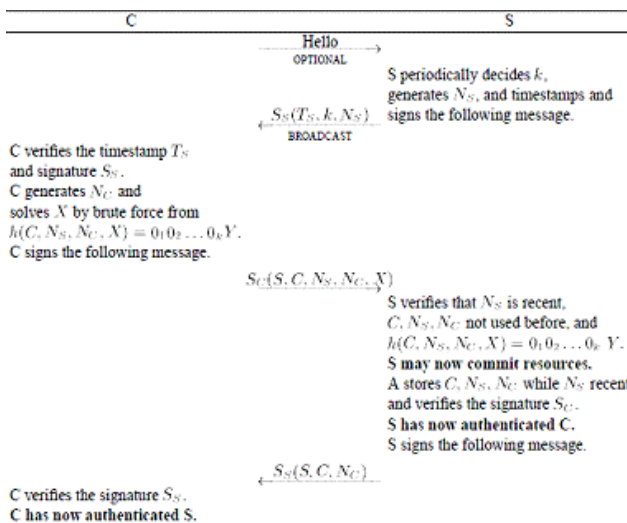 C S
Hello
OPTIONAL
S periodically decides k,
generates N_S, and timestamps and
signs the following message.
S_S(T_S, k, N_S)
BROADCAST
C verifies the timestamp T_S
and signature S_S.
C generates N_C and
solves X by brute force from
h(C, N_S, N_C, X) = 0_1 0_2 ... 0_k Y.
C signs the following message.
S_C(S, C, N_S, N_C, X)
S verifies that N_S is recent,
C, N_S, N_C not used before, and
h(C, N_S, N_C, X) = 0_1 0_2 ... 0_k Y.
S may now commit resources.
A stores C, N_S, N_C while N_S recent
and verifies the signature S_C.
S has now authenticated C.
S signs the following message.
S_S(S, C, N_C)
C verifies the signature S_S.
C has now authenticated S.